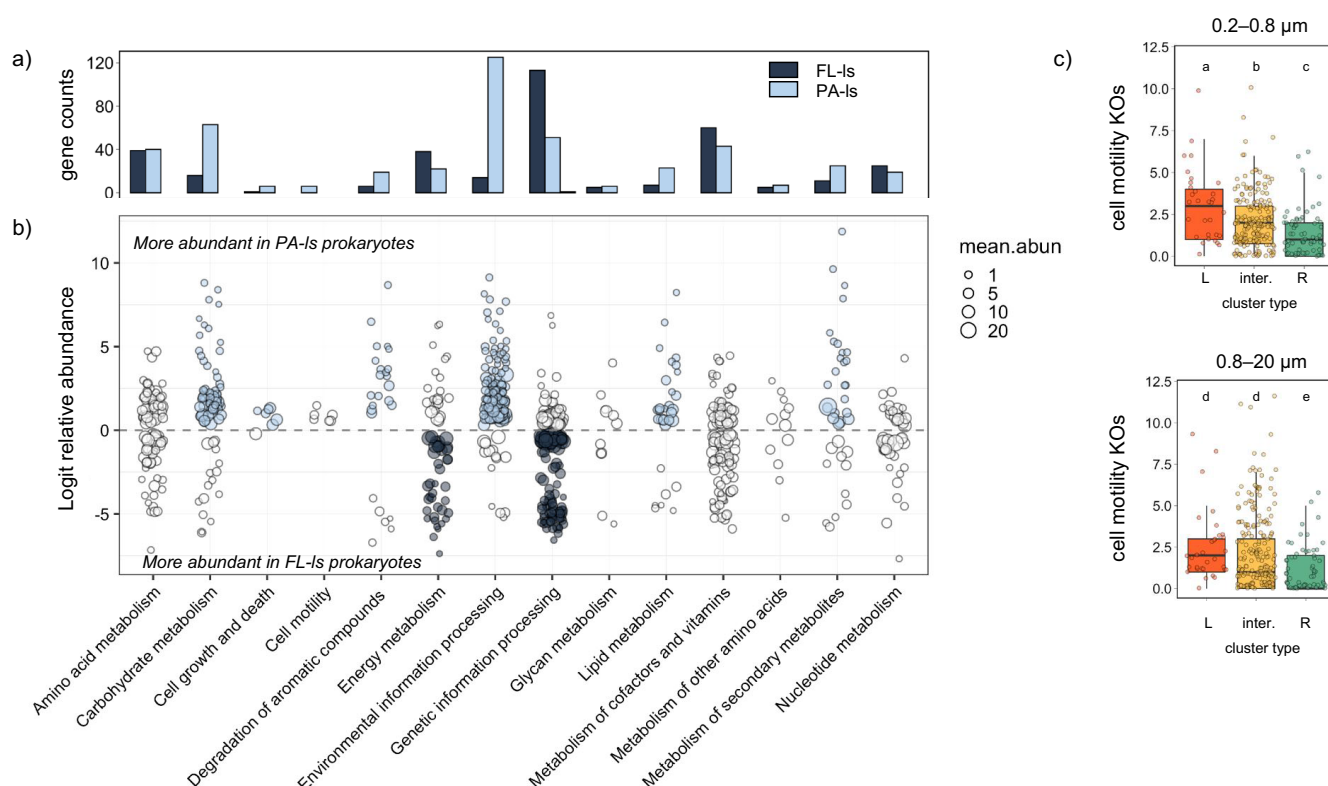 a)
gene counts
120
80
40
0
FL-ls
PA-ls
b)
More abundant in PA-ls prokaryotes
Logit relative abundance
10
5
0
-5
More abundant in FL-ls prokaryotes
mean.abun
1
5
10
20
Amino acid metabolism
Carbohydrate metabolism
Cell growth and death
Cell motility
Degradation of aromatic compounds
Energy metabolism
Environmental information processing
Genetic information processing
Glycan metabolism
Lipid metabolism
Metabolism of cofactors and vitamins
Metabolism of other amino acids
Metabolism of secondary metabolites
Nucleotide metabolism
c)
0.2–0.8 µm
cell motility KOs
12.5
10.0
7.5
5.0
2.5
0.0
a b c
L inter. R
cluster type
0.8–20 µm
cell motility KOs
12.5
10.0
7.5
5.0
2.5
0.0
d d e
L inter. R
cluster type